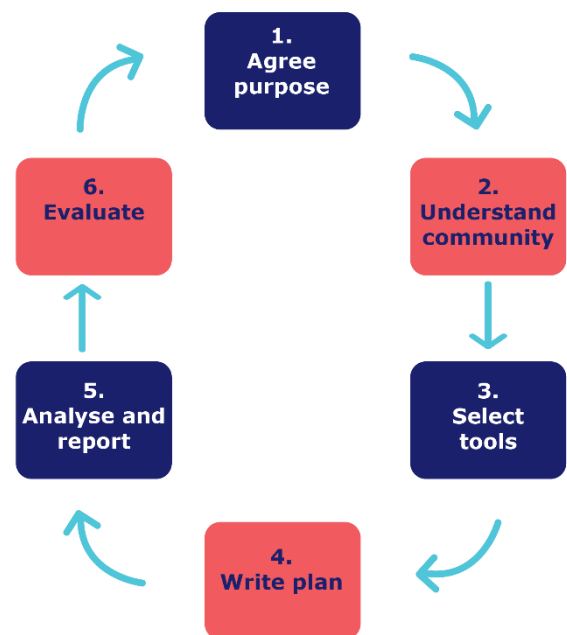 1.
Agree
purpose
2.
Understand
community
3.
Select
tools
4.
Write plan
5.
Analyse and
report
6.
Evaluate